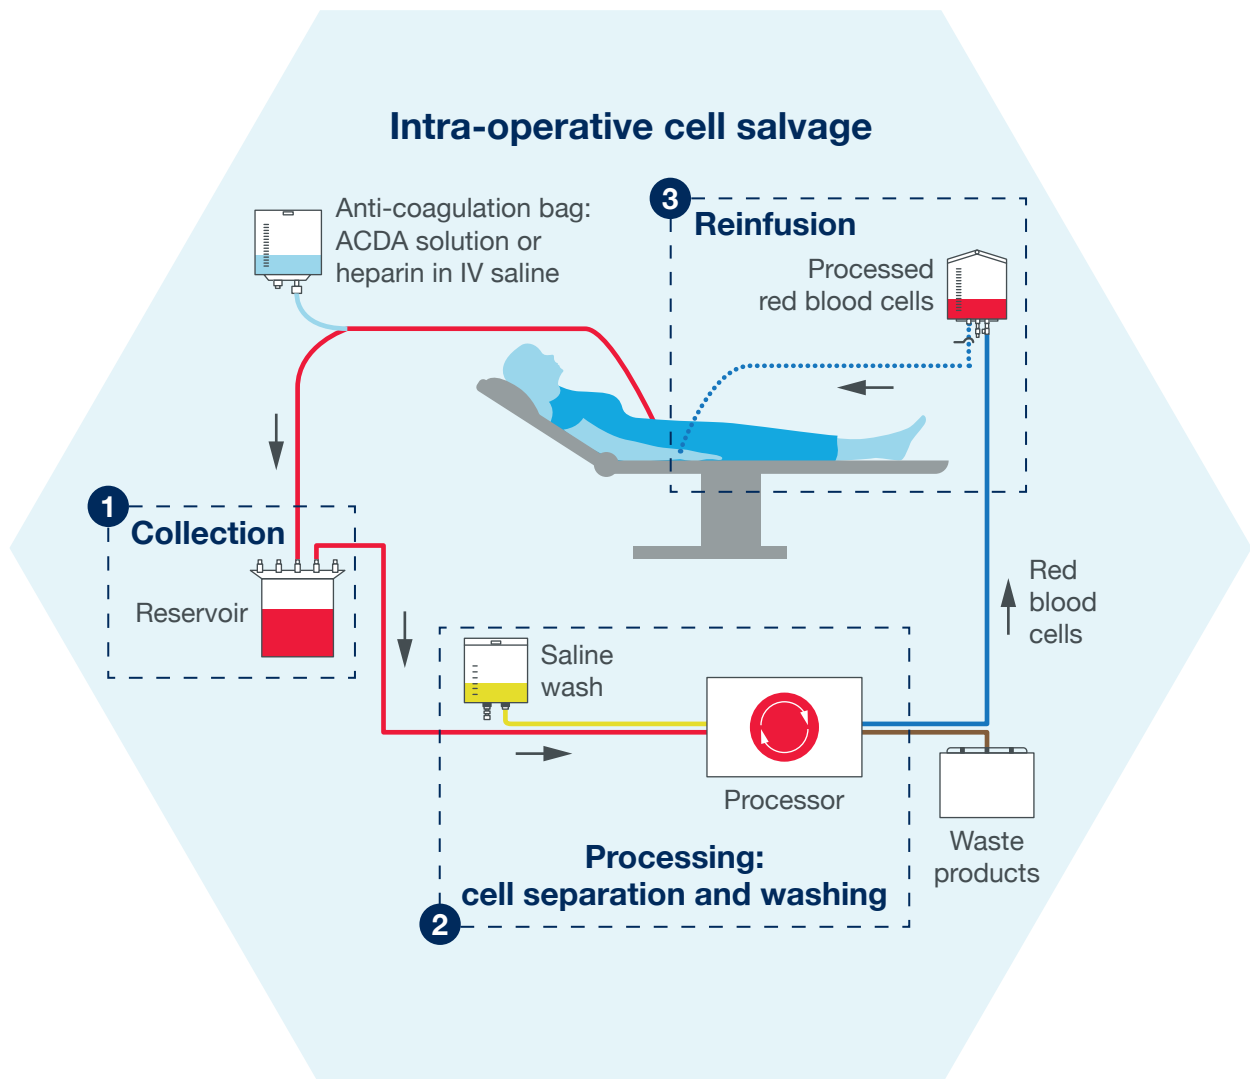 Intra-operative cell salvage
Anti-coagulation bag:
ACDA solution or
heparin in IV saline
3
Reinfusion
Processed
red blood cells
1
Collection
Reservoir
Red
blood
cells
Saline
wash
Processor
Waste
products
Processing:
cell separation and washing
2